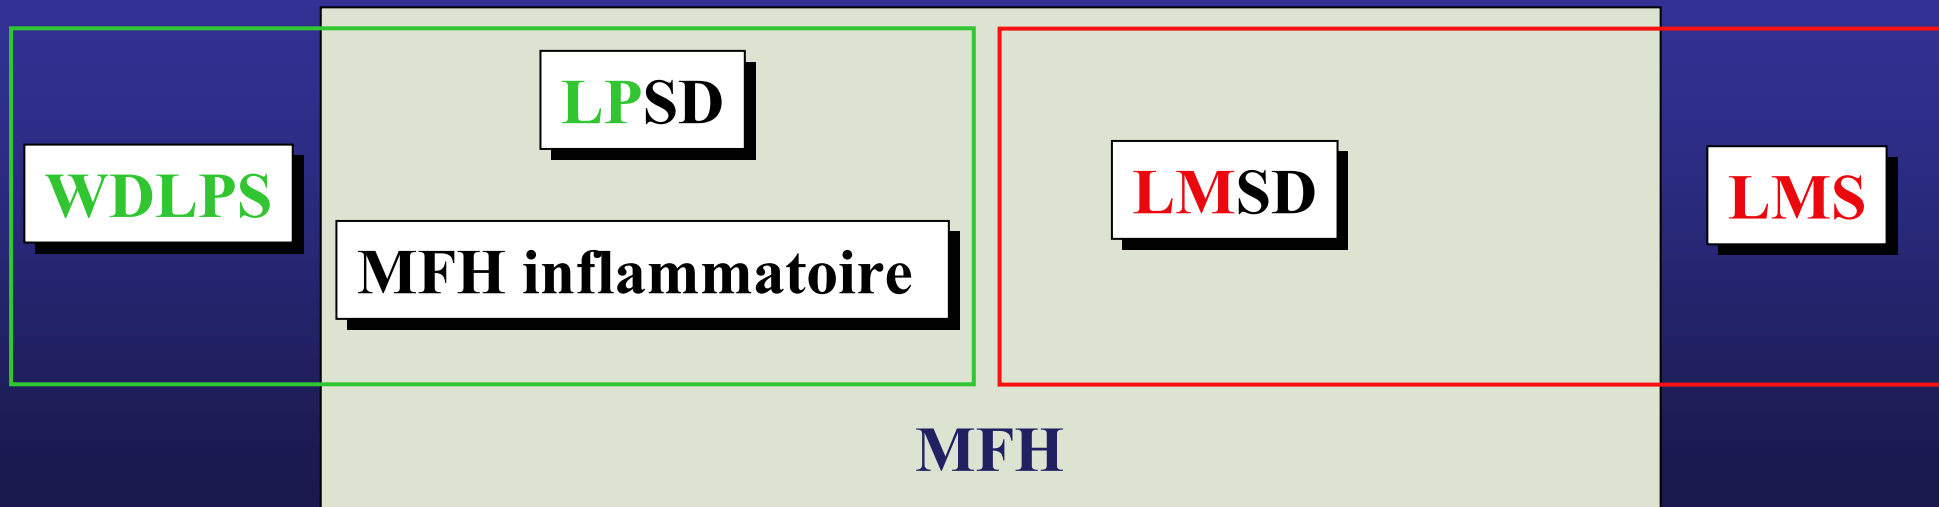 LPSD
WDLPS
MFH inflammatoire
LMSD
LMS
MFH